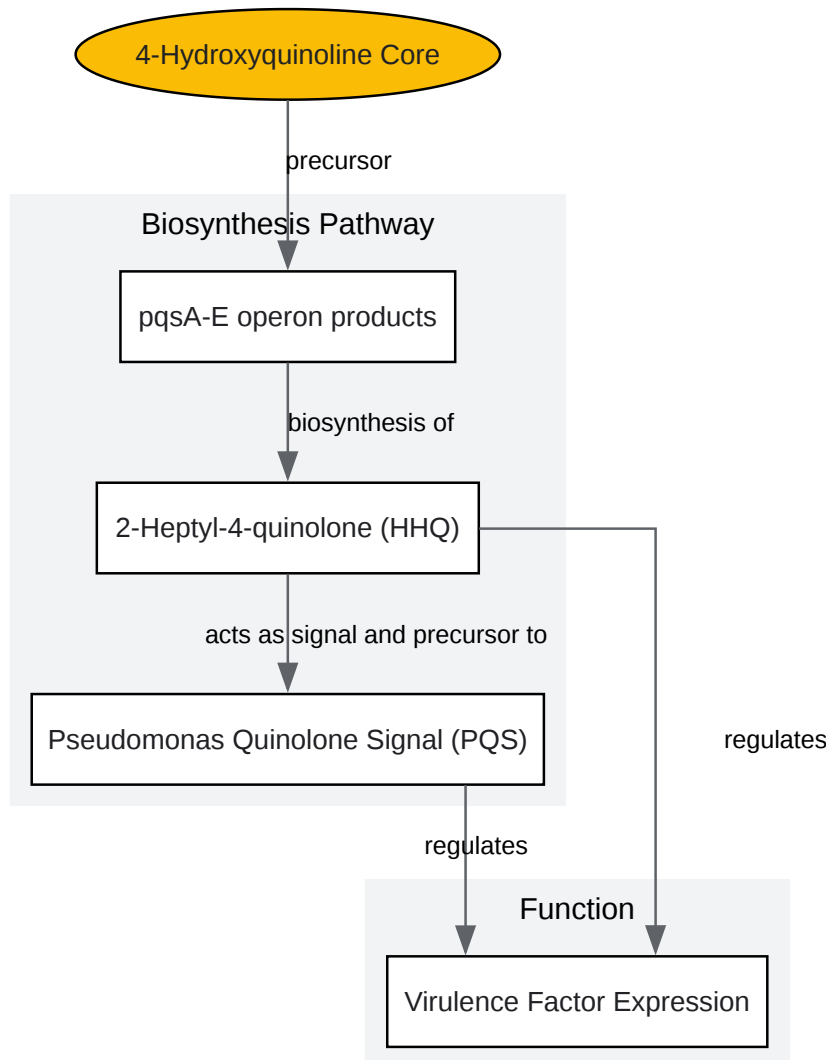 4-Hydroxyquinoline Core
precursor
Biosynthesis Pathway
pqsA-E operon products
biosynthesis of
2-Heptyl-4-quinolone (HHQ)
acts as signal and precursor to
Pseudomonas Quinolone Signal (PQS)
regulates
regulates
Function
Virulence Factor Expression